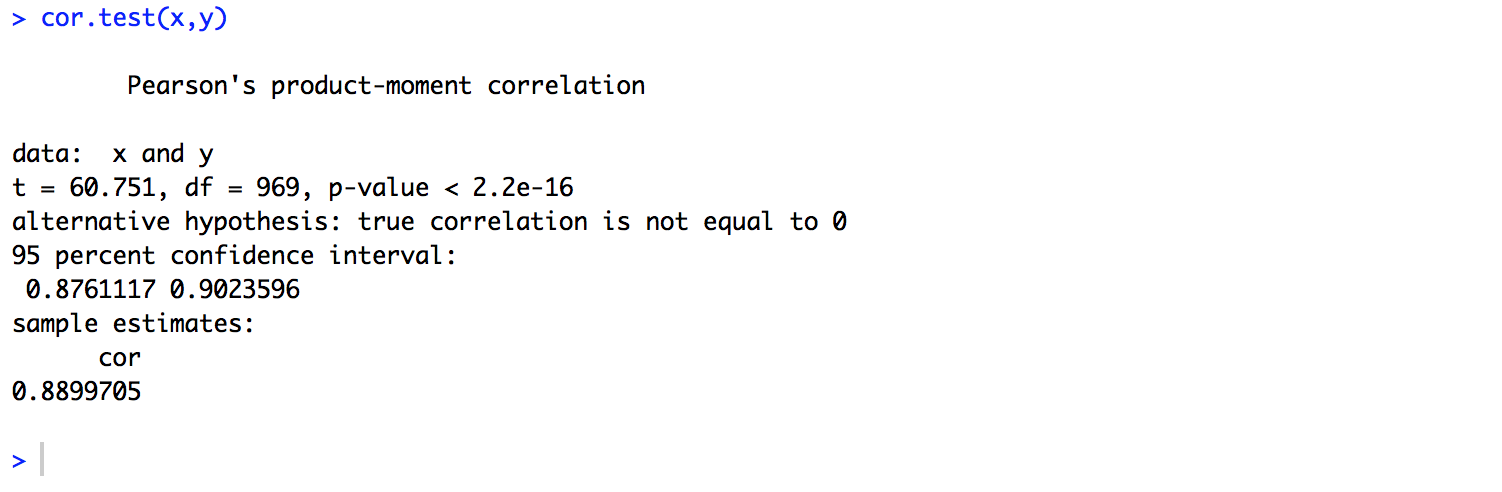 > cor.test(x,y)
Pearson's product-moment correlation
data:  x and y
t = 60.751, df = 969, p-value < 2.2e-16
alternative hypothesis: true correlation is not equal to 0
95 percent confidence interval:
 0.8761117 0.9023596
sample estimates:
      cor
0.8899705
>